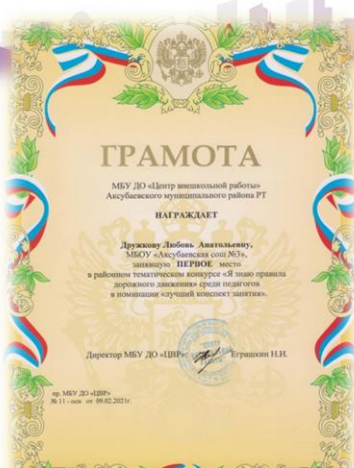 ГРАМОТА
МБУ ДО «Центр внешкольной работы»
Аксубаевского муниципального района РТ
НАГРАЖДАЕТ
Дружкову Любовь Анатольевну,
МБОУ «Аксубаевская сош №3»,
занявшую ПЕРВОЕ место
в районном тематическом конкурсе «Я знаю правила
дорожного движения» среди педагогов
в номинации «лучший конспект занятия».
Директор МБУ ДО «ЦВР» Еграшкин Н.И.
пр. МБУ ДО «ЦВР»
№ 11 - осн от 09.02.2021г.